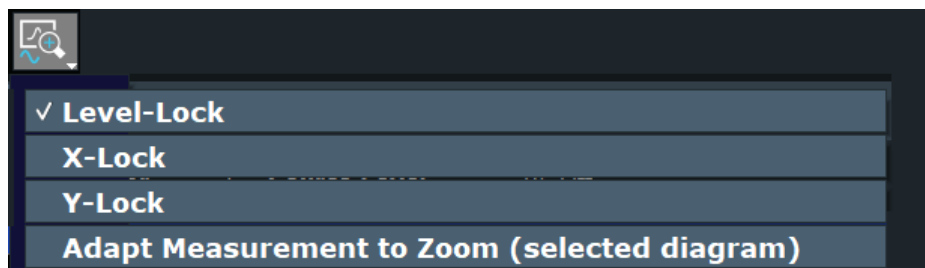 Level-Lock
X-Lock
Y-Lock
Adapt Measurement to Zoom (selected diagram)